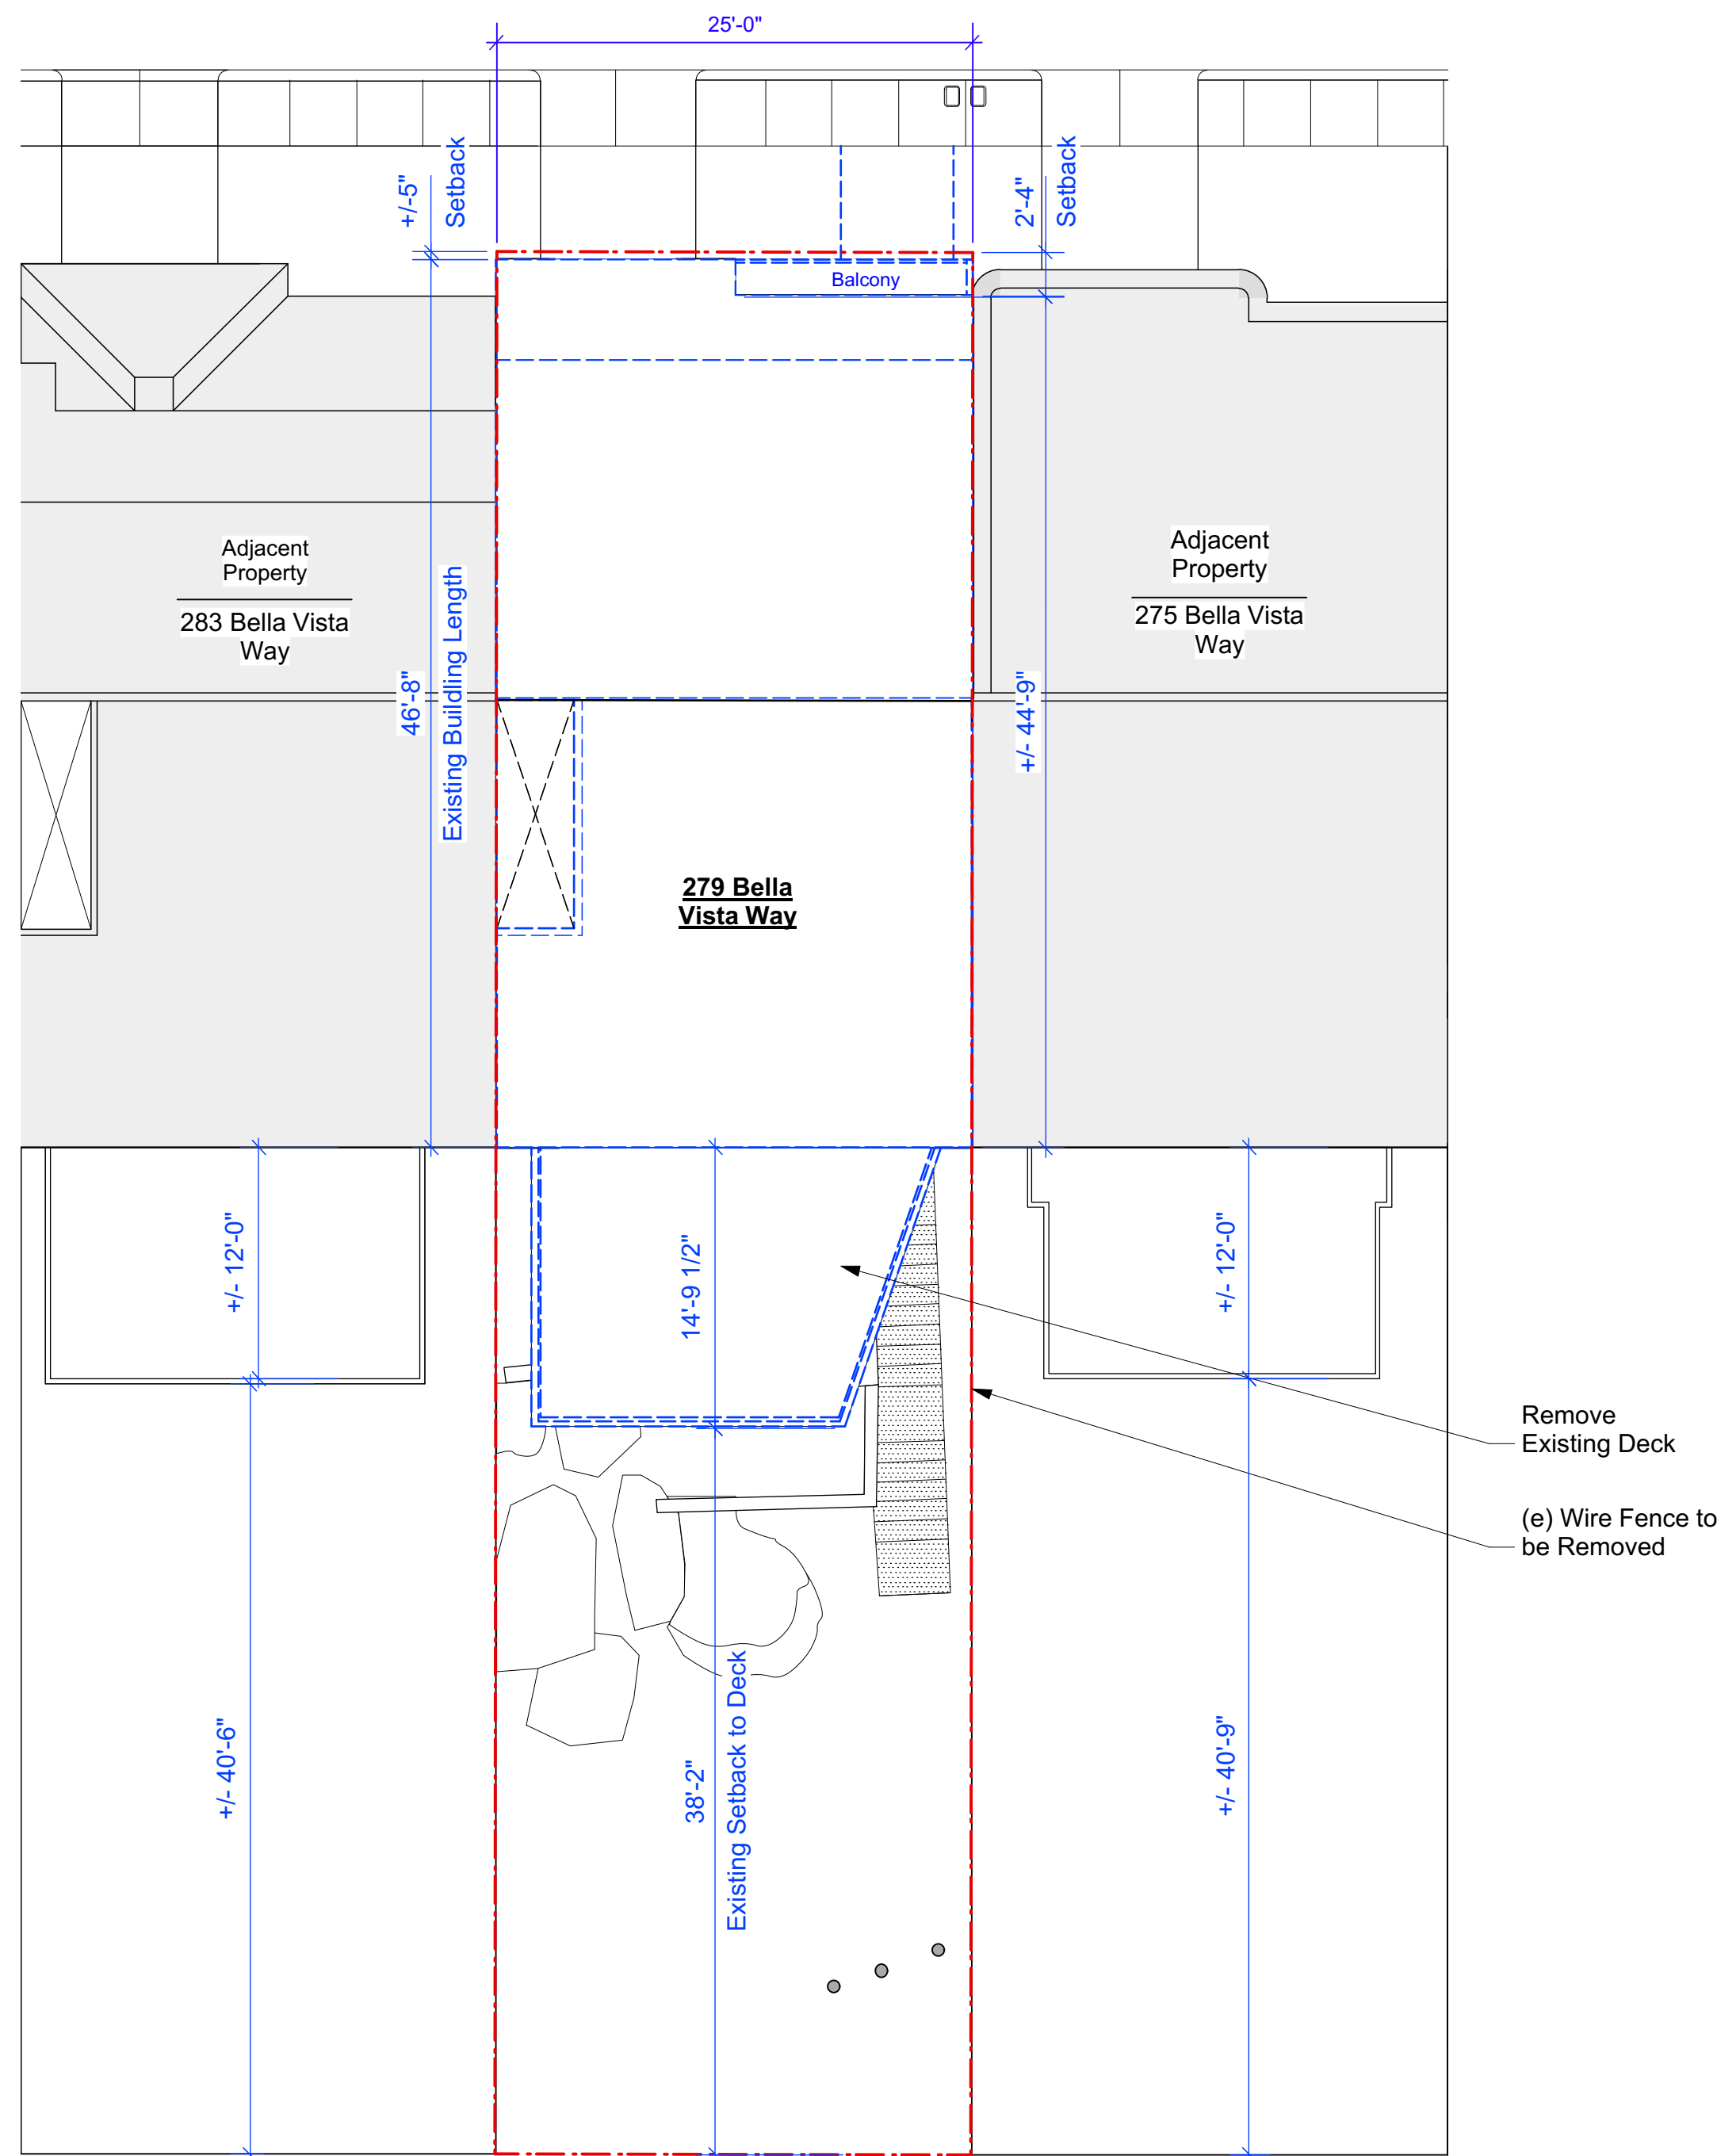 25'-0"
+/-5"
Setback
2'-4"
Setback
Balcony
Adjacent
Property
283 Bella Vista
Way
Adjacent
Property
275 Bella Vista
Way
46'-8"
Existing Buildling Length
+/- 44'-9"
279 Bella
Vista Way
+/- 12'-0"
14'-9 1/2"
+/- 12'-0"
Remove
Existing Deck
(e) Wire Fence to
be Removed
+/- 40'-6"
38'-2"
Existing Setback to Deck
+/- 40'-9"